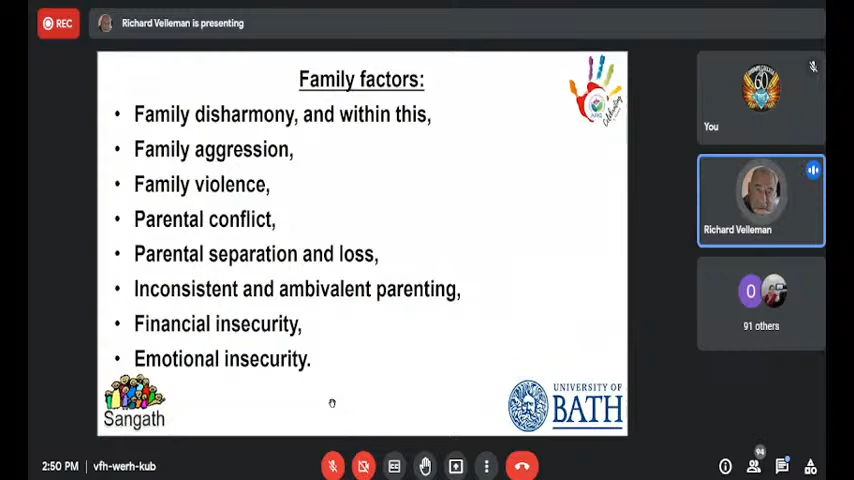 REC
Richard Velleman is presenting
Family factors:
• Family disharmony, and within this,
• Family aggression,
• Family violence,
• Parental conflict,
• Parental separation and loss,
• Inconsistent and ambivalent parenting,
• Financial insecurity,
• Emotional insecurity.
Sangath
UNIVERSITY OF
BATH
60
You
Richard Velleman
O
91 others
2:50 PM | vfh-werh-kub
94